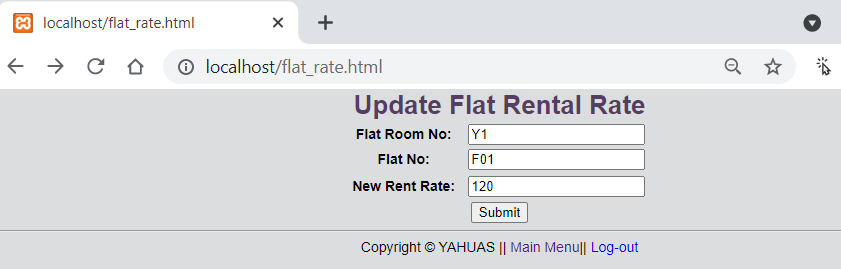 localhost/flat_rate.html
localhost/flat_rate.html
Update Flat Rental Rate
Flat Room No: Y1
Flat No: F01
New Rent Rate: 120
Submit
Copyright © YAHUAS || Main Menu|| Log-out